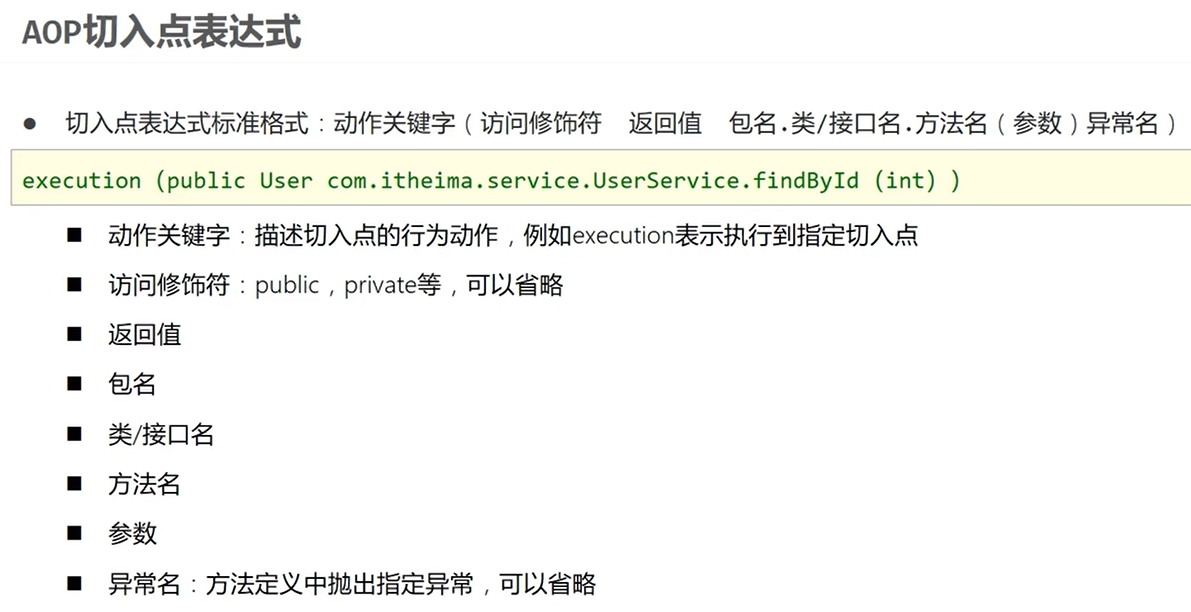 AOP切入点表达式
● 切入点表达式标准格式：动作关键字（访问修饰符 返回值 包名.类/接口名.方法名（参数）异常名）
execution (public User com.itheima.service.UserService.findById (int) )
■ 动作关键字：描述切入点的行为动作，例如execution表示执行到指定切入点
■ 访问修饰符：public，private等，可以省略
■ 返回值
■ 包名
■ 类/接口名
■ 方法名
■ 参数
■ 异常名：方法定义中抛出指定异常，可以省略